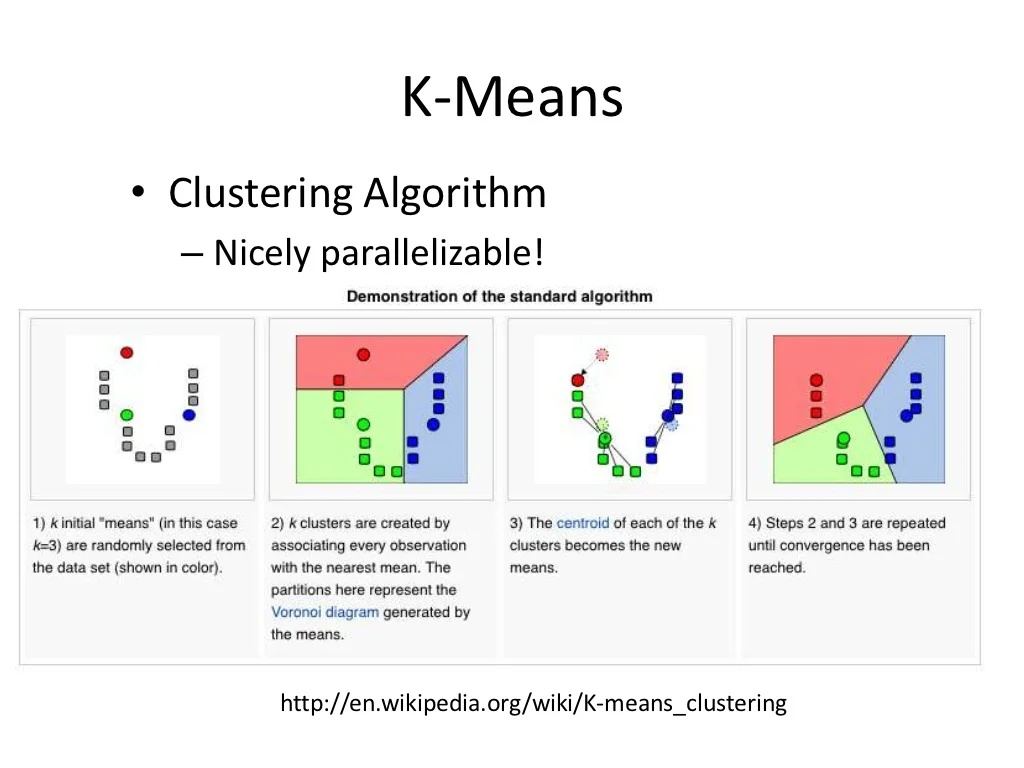 K-Means
• Clustering Algorithm
– Nicely parallelizable!
Demonstration of the standard algorithm
1) k initial "means" (in this case
k=3) are randomly selected from
the data set (shown in color).
2) k clusters are created by
associating every observation
with the nearest mean. The
partitions here represent the
Voronoi diagram generated by
the means.
3) The centroid of each of the k
clusters becomes the new
means.
4) Steps 2 and 3 are repeated
until convergence has been
reached.
http://en.wikipedia.org/wiki/K-means_clustering